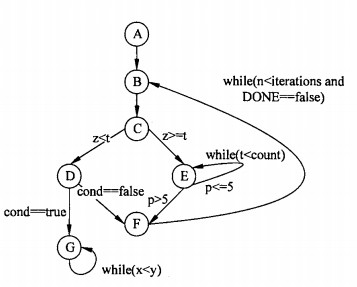 A
while(n<iterations and
DONE==false)
B
C
z<t
z>=t
while(t<count)
D
E
cond==false
p<=5
p>5
cond==true
F
G
while(x<y)